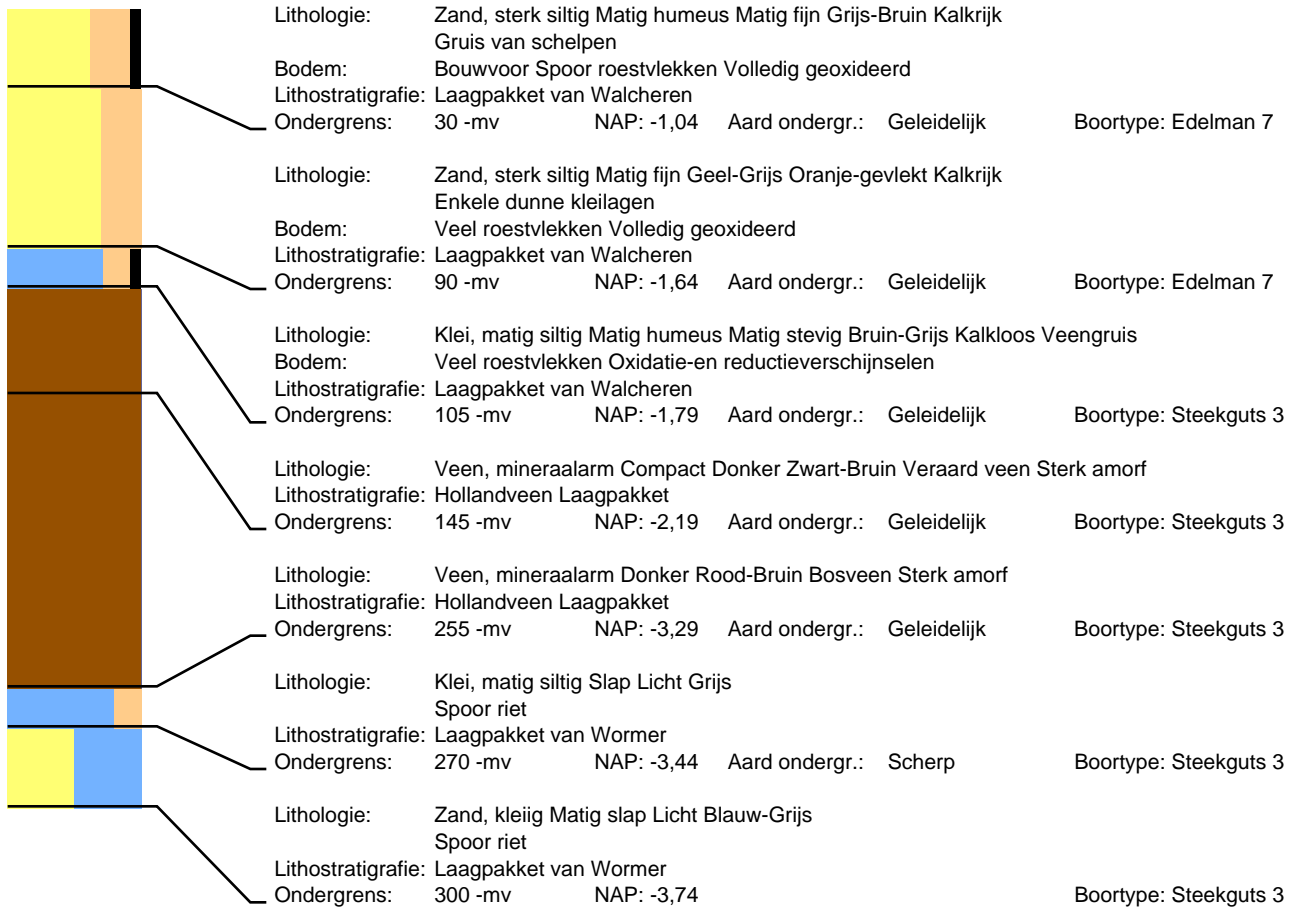 Lithologie: Zand, sterk siltig Matig humeus Matig fijn Grijs-Bruin Kalkrijk
Gruis van schelpen
Bodem: Bouwvoor Spoor roestvlekken Volledig geoxideerd
Lithostratigrafie: Laagpakket van Walcheren
Ondergrens: 30 -mv NAP: -1,04 Aard ondergr.: Geleidelijk Boortype: Edelman 7
Lithologie: Zand, sterk siltig Matig fijn Geel-Grijs Oranje-gevlekt Kalkrijk
Enkele dunne kleilagen
Bodem: Veel roestvlekken Volledig geoxideerd
Lithostratigrafie: Laagpakket van Walcheren
Ondergrens: 90 -mv NAP: -1,64 Aard ondergr.: Geleidelijk Boortype: Edelman 7
Lithologie: Klei, matig siltig Matig humeus Matig stevig Bruin-Grijs Kalkloos Veengruis
Bodem: Veel roestvlekken Oxidatie-en reductieverschijnselen
Lithostratigrafie: Laagpakket van Walcheren
Ondergrens: 105 -mv NAP: -1,79 Aard ondergr.: Geleidelijk Boortype: Steekguts 3
Lithologie: Veen, mineraalarm Compact Donker Zwart-Bruin Veraard veen Sterk amorf
Lithostratigrafie: Hollandveen Laagpakket
Ondergrens: 145 -mv NAP: -2,19 Aard ondergr.: Geleidelijk Boortype: Steekguts 3
Lithologie: Veen, mineraalarm Donker Rood-Bruin Bosveen Sterk amorf
Lithostratigrafie: Hollandveen Laagpakket
Ondergrens: 255 -mv NAP: -3,29 Aard ondergr.: Geleidelijk Boortype: Steekguts 3
Lithologie: Klei, matig siltig Slap Licht Grijs
Spoor riet
Lithostratigrafie: Laagpakket van Wormer
Ondergrens: 270 -mv NAP: -3,44 Aard ondergr.: Scherp Boortype: Steekguts 3
Lithologie: Zand, kleiig Matig slap Licht Blauw-Grijs
Spoor riet
Lithostratigrafie: Laagpakket van Wormer
Ondergrens: 300 -mv NAP: -3,74 Boortype: Steekguts 3